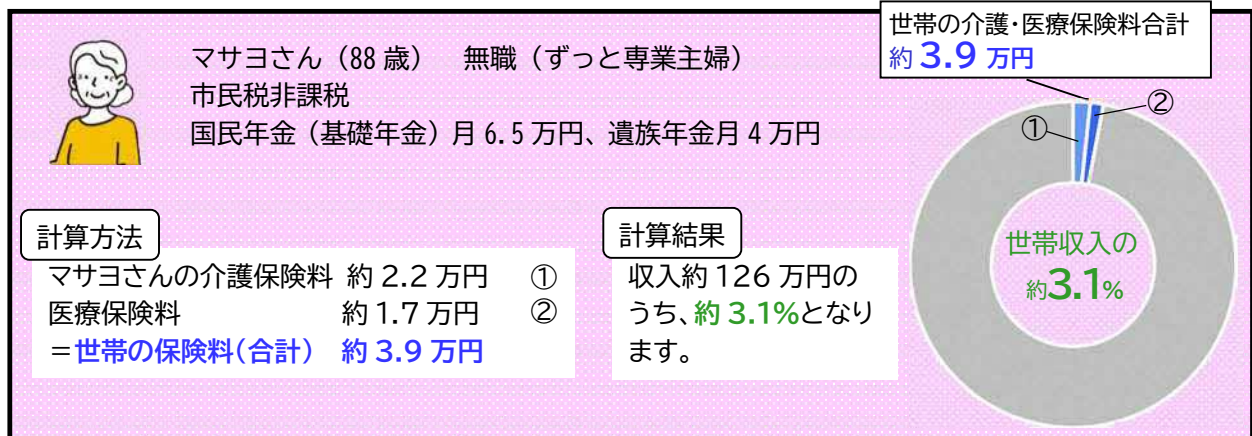 世帯の介護・医療保険料合計
約 3.9 万円
マサヨさん（88 歳）　無職（ずっと専業主婦）
市民税非課税
国民年金（基礎年金）月 6.5 万円、遺族年金月 4 万円
①
②
計算方法
マサヨさんの介護保険料 約 2.2 万円 ①
医療保険料 約 1.7 万円 ②
＝世帯の保険料（合計） 約 3.9 万円
計算結果
収入約 126 万円の
うち、約 3.1%となり
ます。
世帯収入の
約3.1%